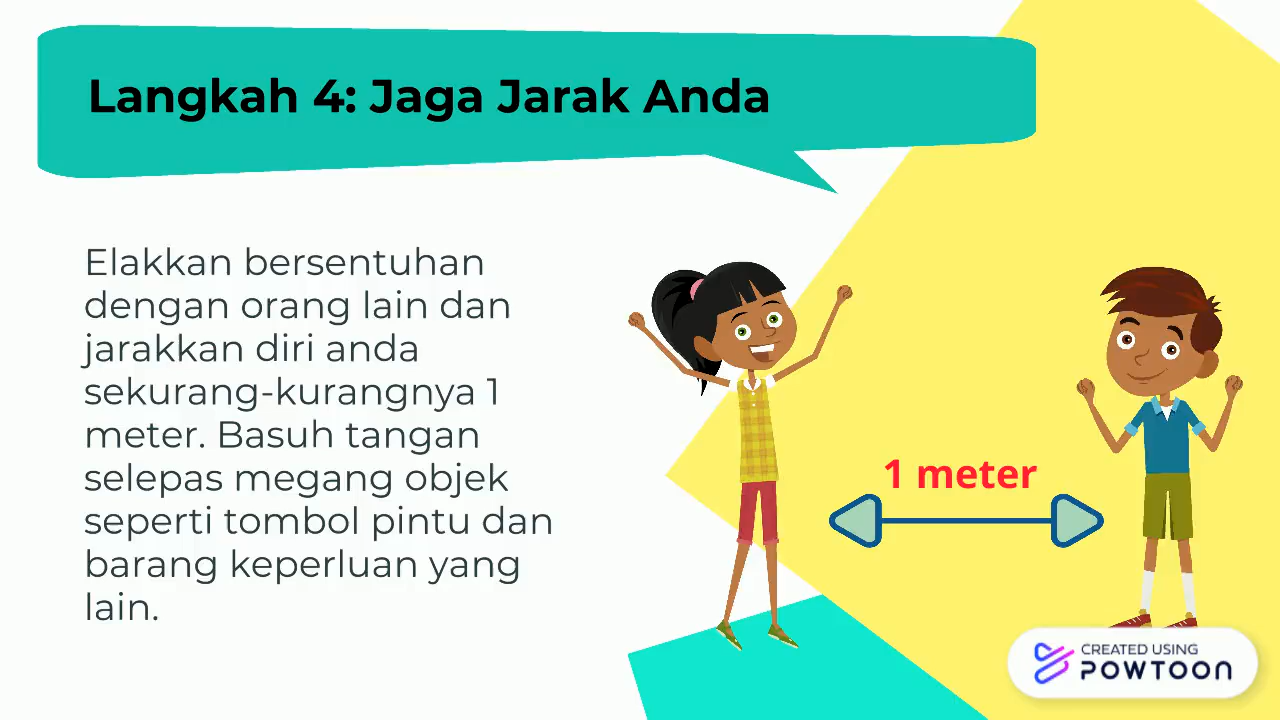 Langkah 4: Jaga Jarak Anda
Elakkan bersentuhan
dengan orang lain dan
jarakkan diri anda
sekurang-kurangnya 1
meter. Basuh tangan
selepas megang objek
seperti tombol pintu dan
barang keperluan yang
lain.
1 meter
CREATED USING
POWTOON